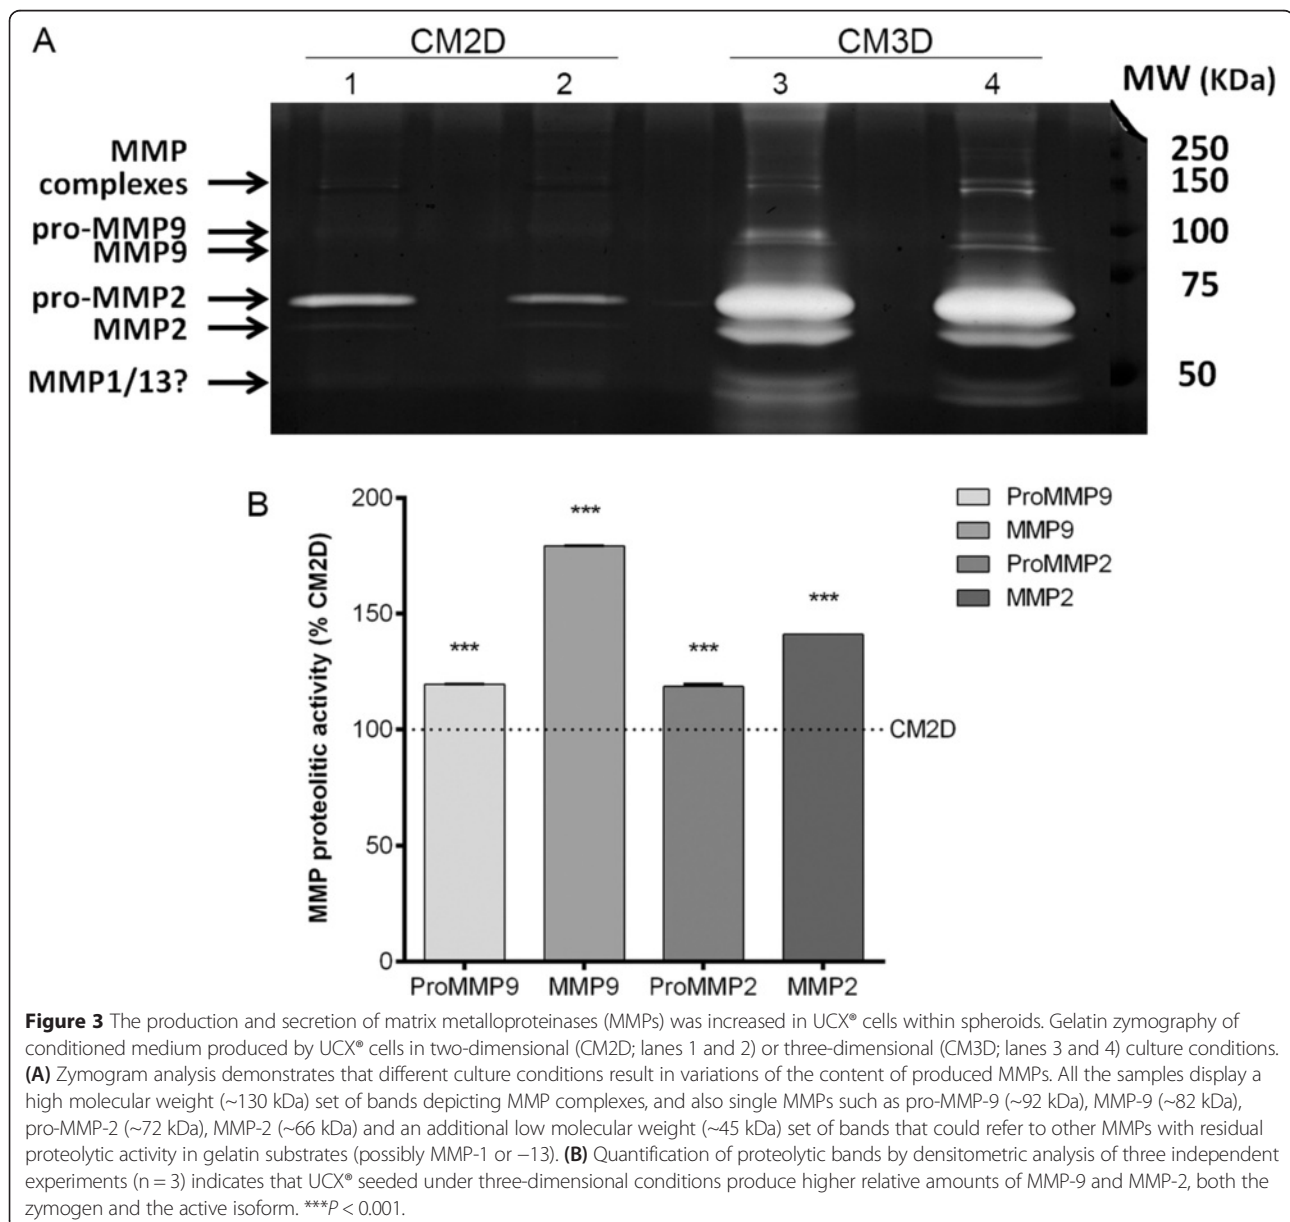 A
CM2D
CM3D
1
2
3
4
MW (KDa)
MMP
complexes
pro-MMP9
MMP9
pro-MMP2
MMP2
MMP1/13?
250
150
100
75
50
B
MMP proteolitic activity (% CM2D)
200
150
100
50
0
***
***
***
***
CM2D
ProMMP9
MMP9
ProMMP2
MMP2
ProMMP9
MMP9
ProMMP2
MMP2
Figure 3 The production and secretion of matrix metalloproteinases (MMPs) was increased in UCX® cells within spheroids. Gelatin zymography of
conditioned medium produced by UCX® cells in two-dimensional (CM2D; lanes 1 and 2) or three-dimensional (CM3D; lanes 3 and 4) culture conditions.
(A) Zymogram analysis demonstrates that different culture conditions result in variations of the content of produced MMPs. All the samples display a
high molecular weight (~130 kDa) set of bands depicting MMP complexes, and also single MMPs such as pro-MMP-9 (~92 kDa), MMP-9 (~82 kDa),
pro-MMP-2 (~72 kDa), MMP-2 (~66 kDa) and an additional low molecular weight (~45 kDa) set of bands that could refer to other MMPs with residual
proteolytic activity in gelatin substrates (possibly MMP-1 or −13). (B) Quantification of proteolytic bands by densitometric analysis of three independent
experiments (n = 3) indicates that UCX® seeded under three-dimensional conditions produce higher relative amounts of MMP-9 and MMP-2, both the
zymogen and the active isoform. ***P < 0.001.